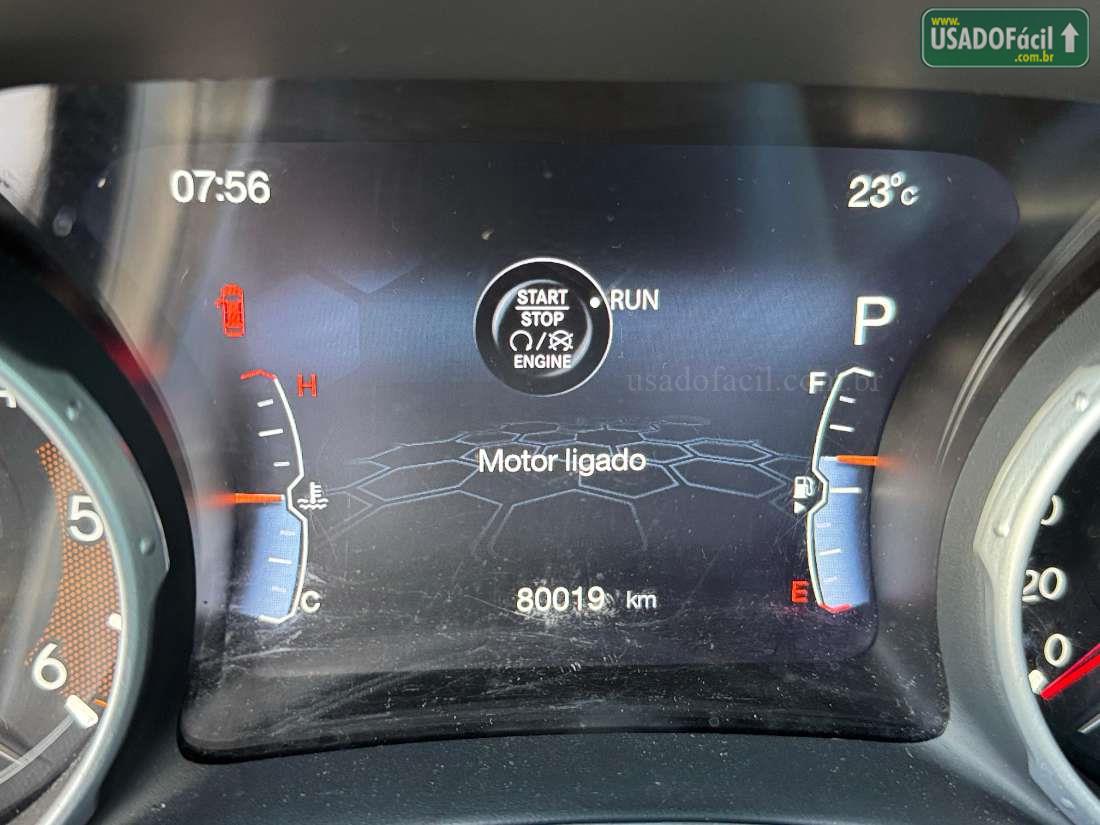 www.
USADOFácil
.com.br
07:56
23°C
START
STOP
ENGINE
RUN
P
H
F
usadofacil.com.br
Motor ligado
C
E
80019 km
5
6
20
0